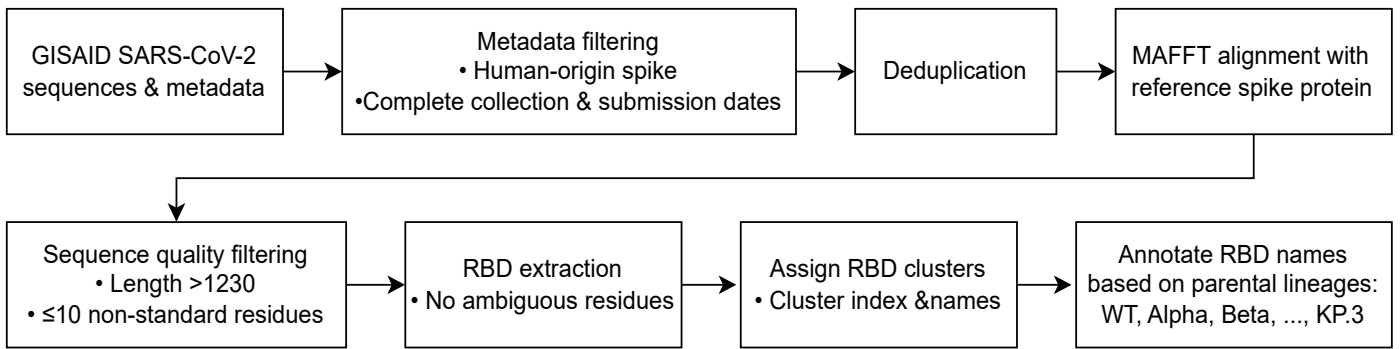 GISAID SARS-CoV-2
sequences & metadata
Metadata filtering
• Human-origin spike
•Complete collection & submission dates
Deduplication
MAFFT alignment with
reference spike protein
Sequence quality filtering
• Length >1230
• ≤10 non-standard residues
RBD extraction
• No ambiguous residues
Assign RBD clusters
• Cluster index &names
Annotate RBD names
based on parental lineages:
WT, Alpha, Beta, ..., KP.3